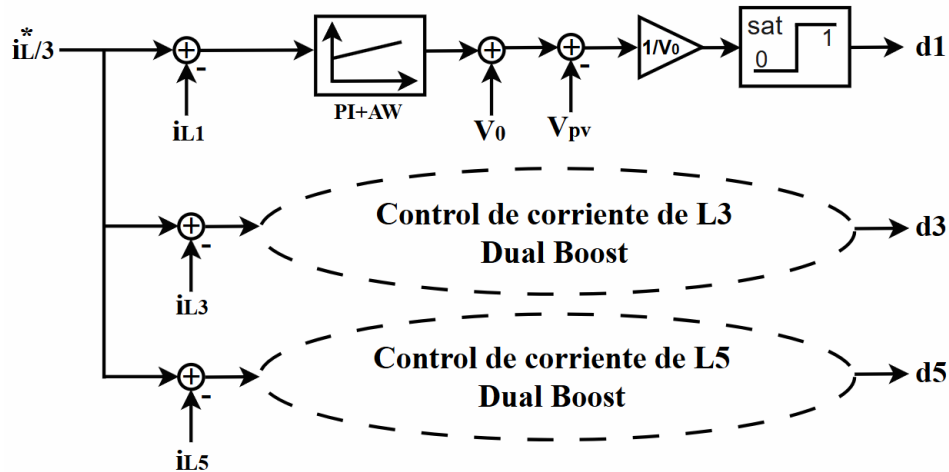 i*L/3
+
-
iL1
PI+AW
+
V0
+
-
Vpv
1/V0
sat
0
1
d1
+
-
iL3
Control de corriente de L3
Dual Boost
d3
+
-
iL5
Control de corriente de L5
Dual Boost
d5